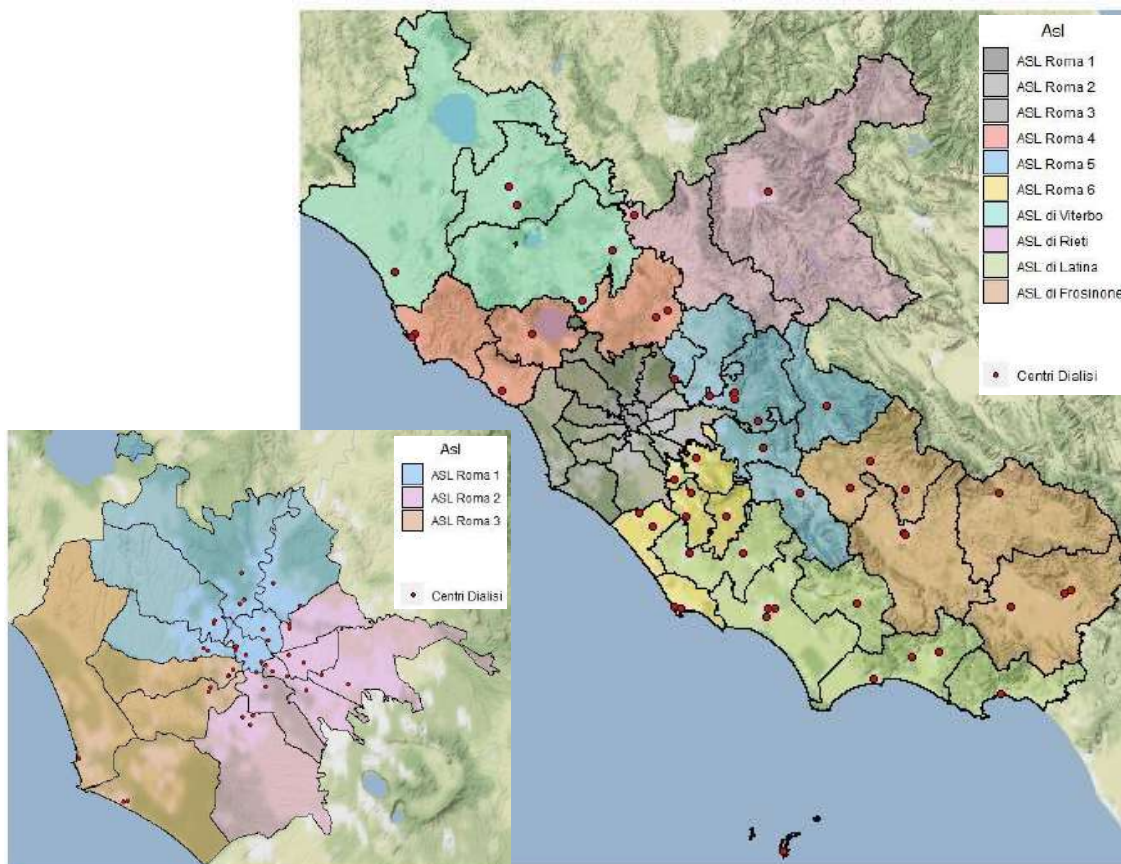 Asl
ASL Roma 1
ASL Roma 2
ASL Roma 3
ASL Roma 4
ASL Roma 5
ASL Roma 6
ASL di Viterbo
ASL di Rieti
ASL di Latina
ASL di Frosinone
Centri Dialisi
Asl
ASL Roma 1
ASL Roma 2
ASL Roma 3
Centri Dialisi